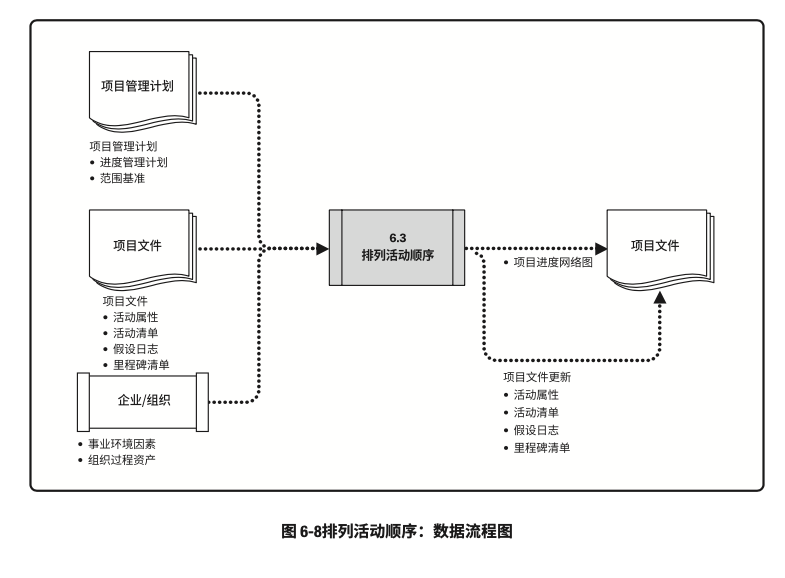 项目管理计划
项目管理计划
• 进度管理计划
• 范围基准
项目文件
项目文件
• 活动属性
• 活动清单
• 假设日志
• 里程碑清单
企业/组织
• 事业环境因素
• 组织过程资产
6.3
排列活动顺序
• 项目进度网络图
项目文件
项目文件更新
• 活动属性
• 活动清单
• 假设日志
• 里程碑清单
图 6-8排列活动顺序：数据流程图